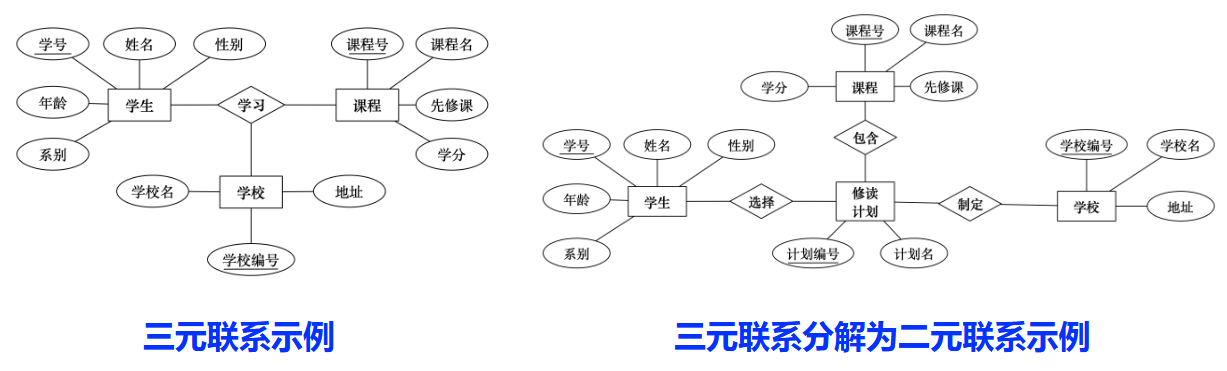 学号
姓名
性别
课程号
课程名
年龄
学生
学习
课程
先修课
系别
学分
学校名
学校
地址
学校编号
三元联系示例
课程号
课程名
学分
课程
先修课
包含
学号
姓名
性别
学校编号
学校名
年龄
学生
选择
修读
计划
制定
学校
地址
系别
计划编号
计划名
三元联系分解为二元联系示例